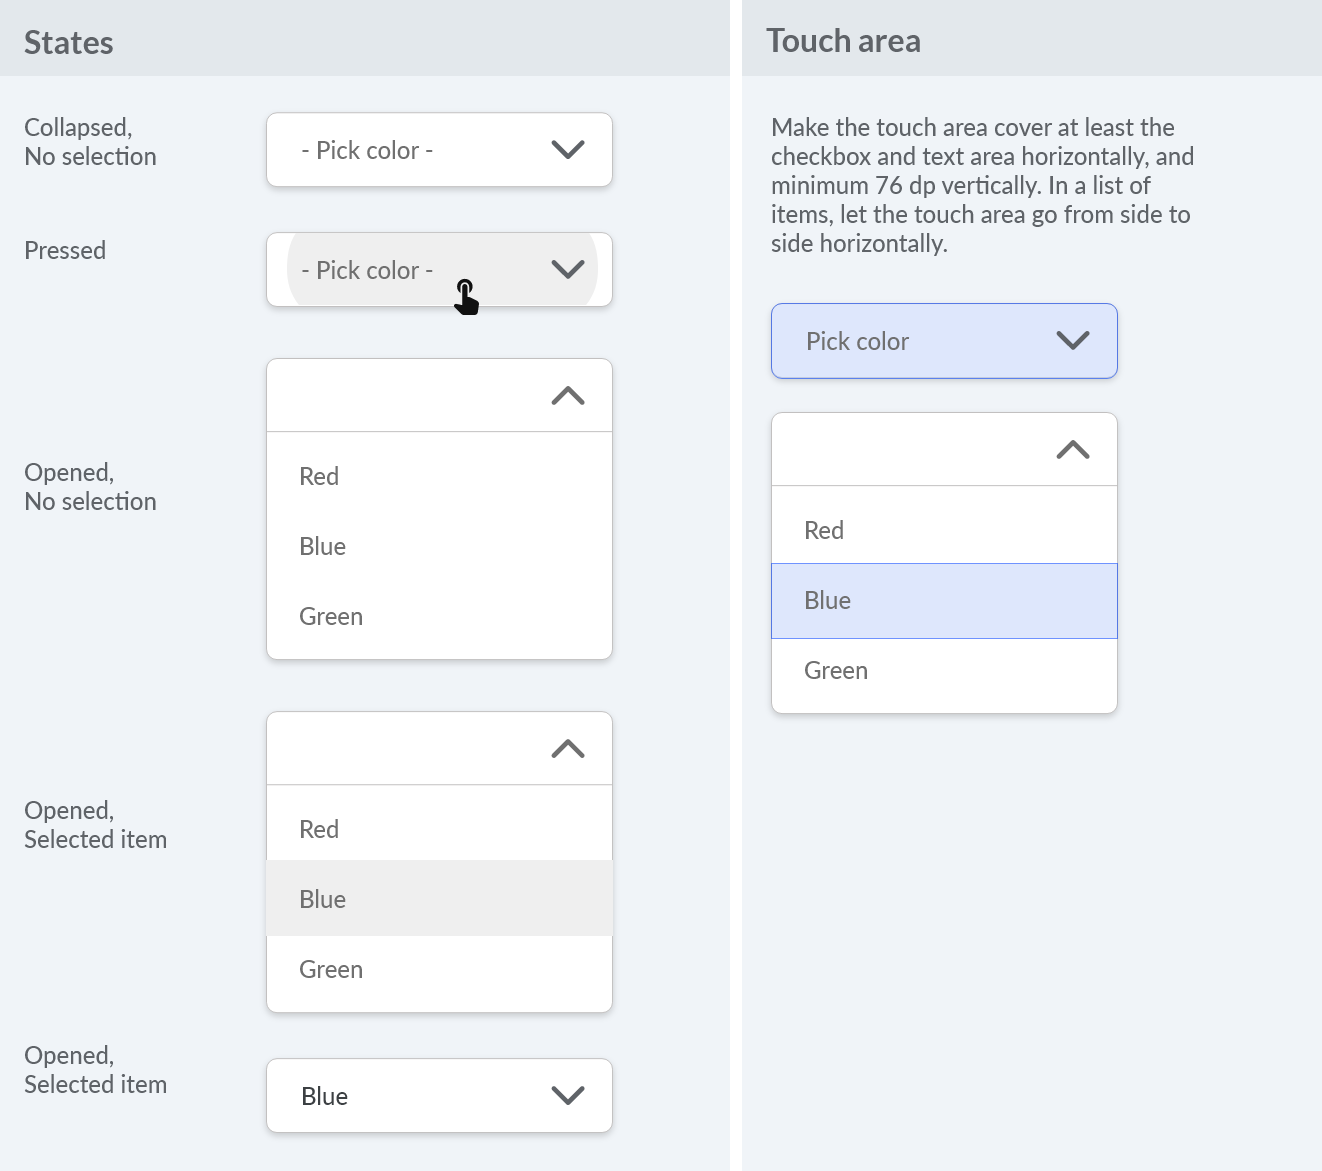 States
Collapsed,
No selection
- Pick color -
Pressed
- Pick color -
Opened,
No selection
Red
Blue
Green
Opened,
Selected item
Red
Blue
Green
Opened,
Selected item
Blue
Touch area
Make the touch area cover at least the
checkbox and text area horizontally, and
minimum 76 dp vertically. In a list of
items, let the touch area go from side to
side horizontally.
Pick color
Red
Blue
Green